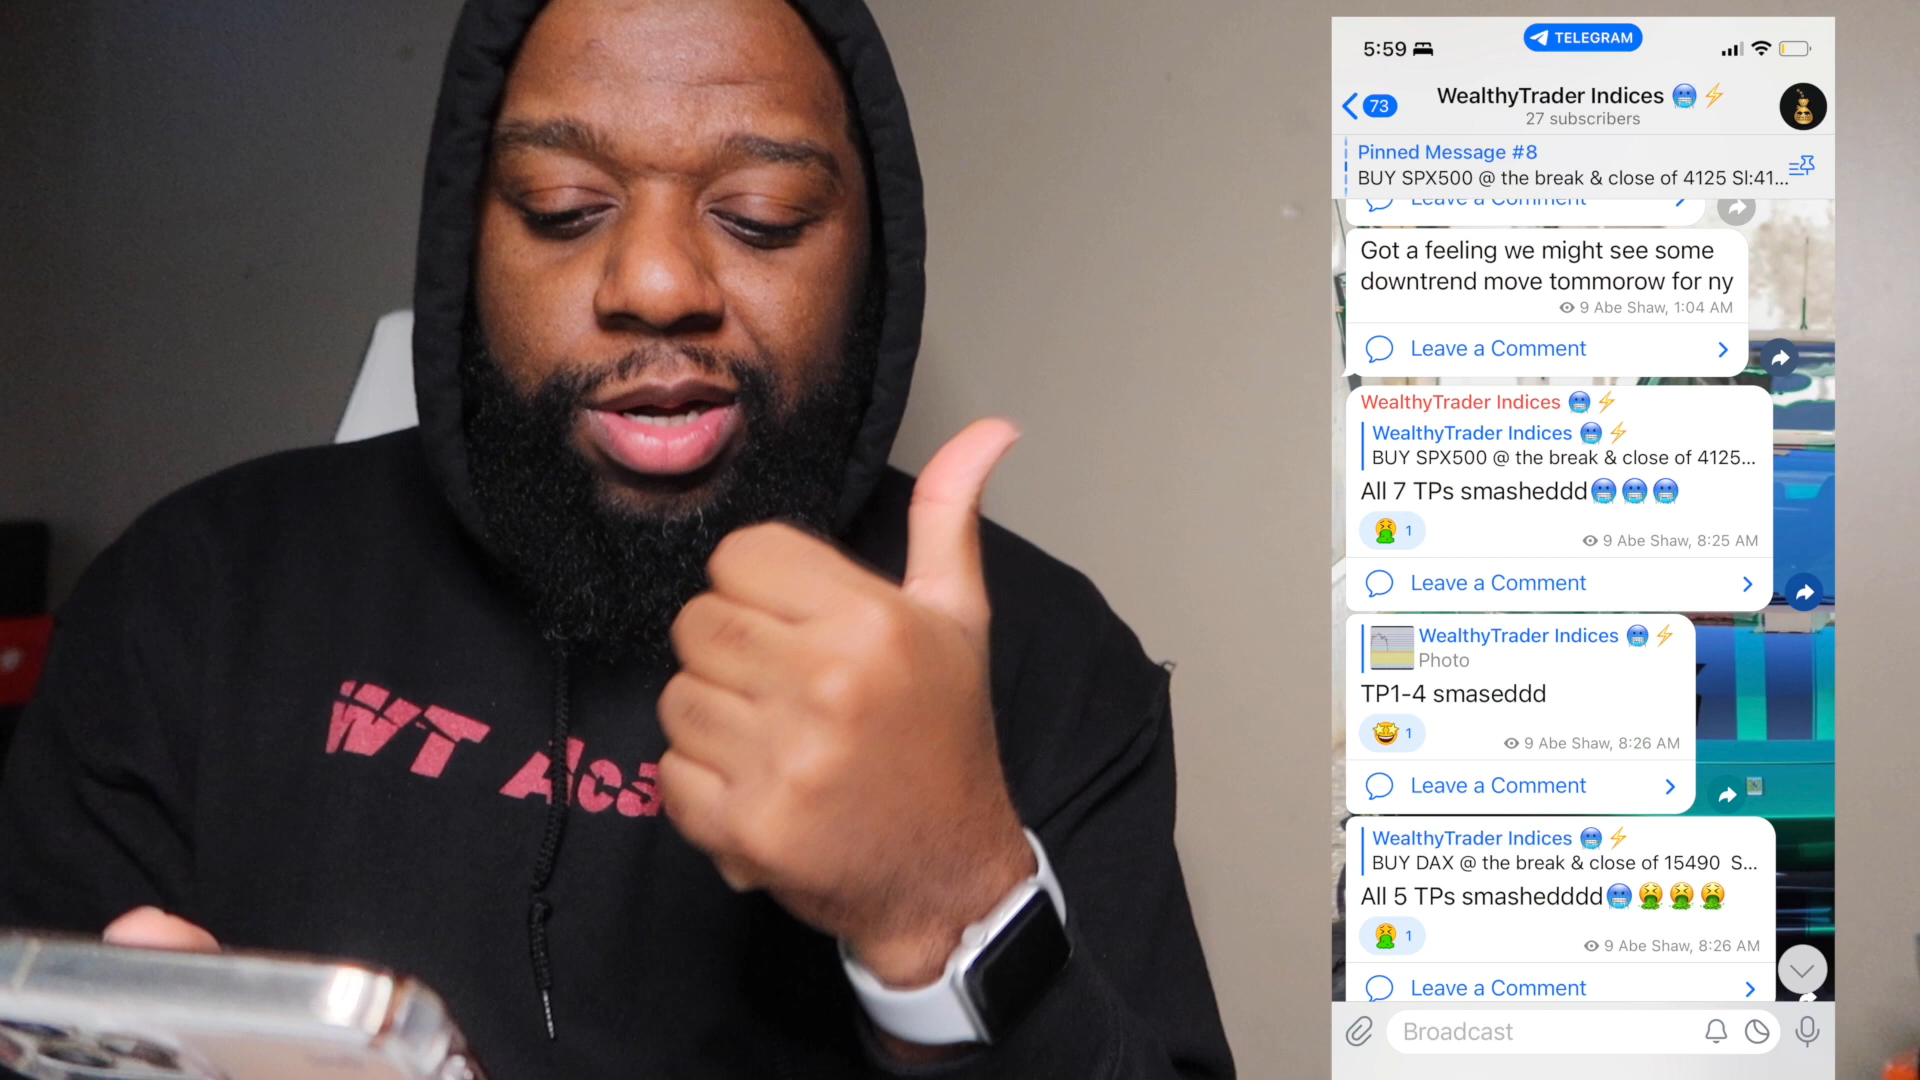 WT Aca
5:59
TELEGRAM
73
WealthyTrader Indices 🥶⚡
27 subscribers
Pinned Message #8
BUY SPX500 @ the break & close of 4125 Sl:41...
Leave a Comment
Got a feeling we might see some
downtrend move tommorow for ny
9 Abe Shaw, 1:04 AM
Leave a Comment
WealthyTrader Indices 🥶⚡
WealthyTrader Indices 🥶⚡
BUY SPX500 @ the break & close of 4125...
All 7 TPs smasheddd🥶🥶🥶
🤮 1
9 Abe Shaw, 8:25 AM
Leave a Comment
WealthyTrader Indices 🥶⚡
Photo
TP1-4 smaseddd
🤩 1
9 Abe Shaw, 8:26 AM
Leave a Comment
WealthyTrader Indices 🥶⚡
BUY DAX @ the break & close of 15490 S...
All 5 TPs smashedddd🥶🤮🤮🤮
🤮 1
9 Abe Shaw, 8:26 AM
Leave a Comment
Broadcast